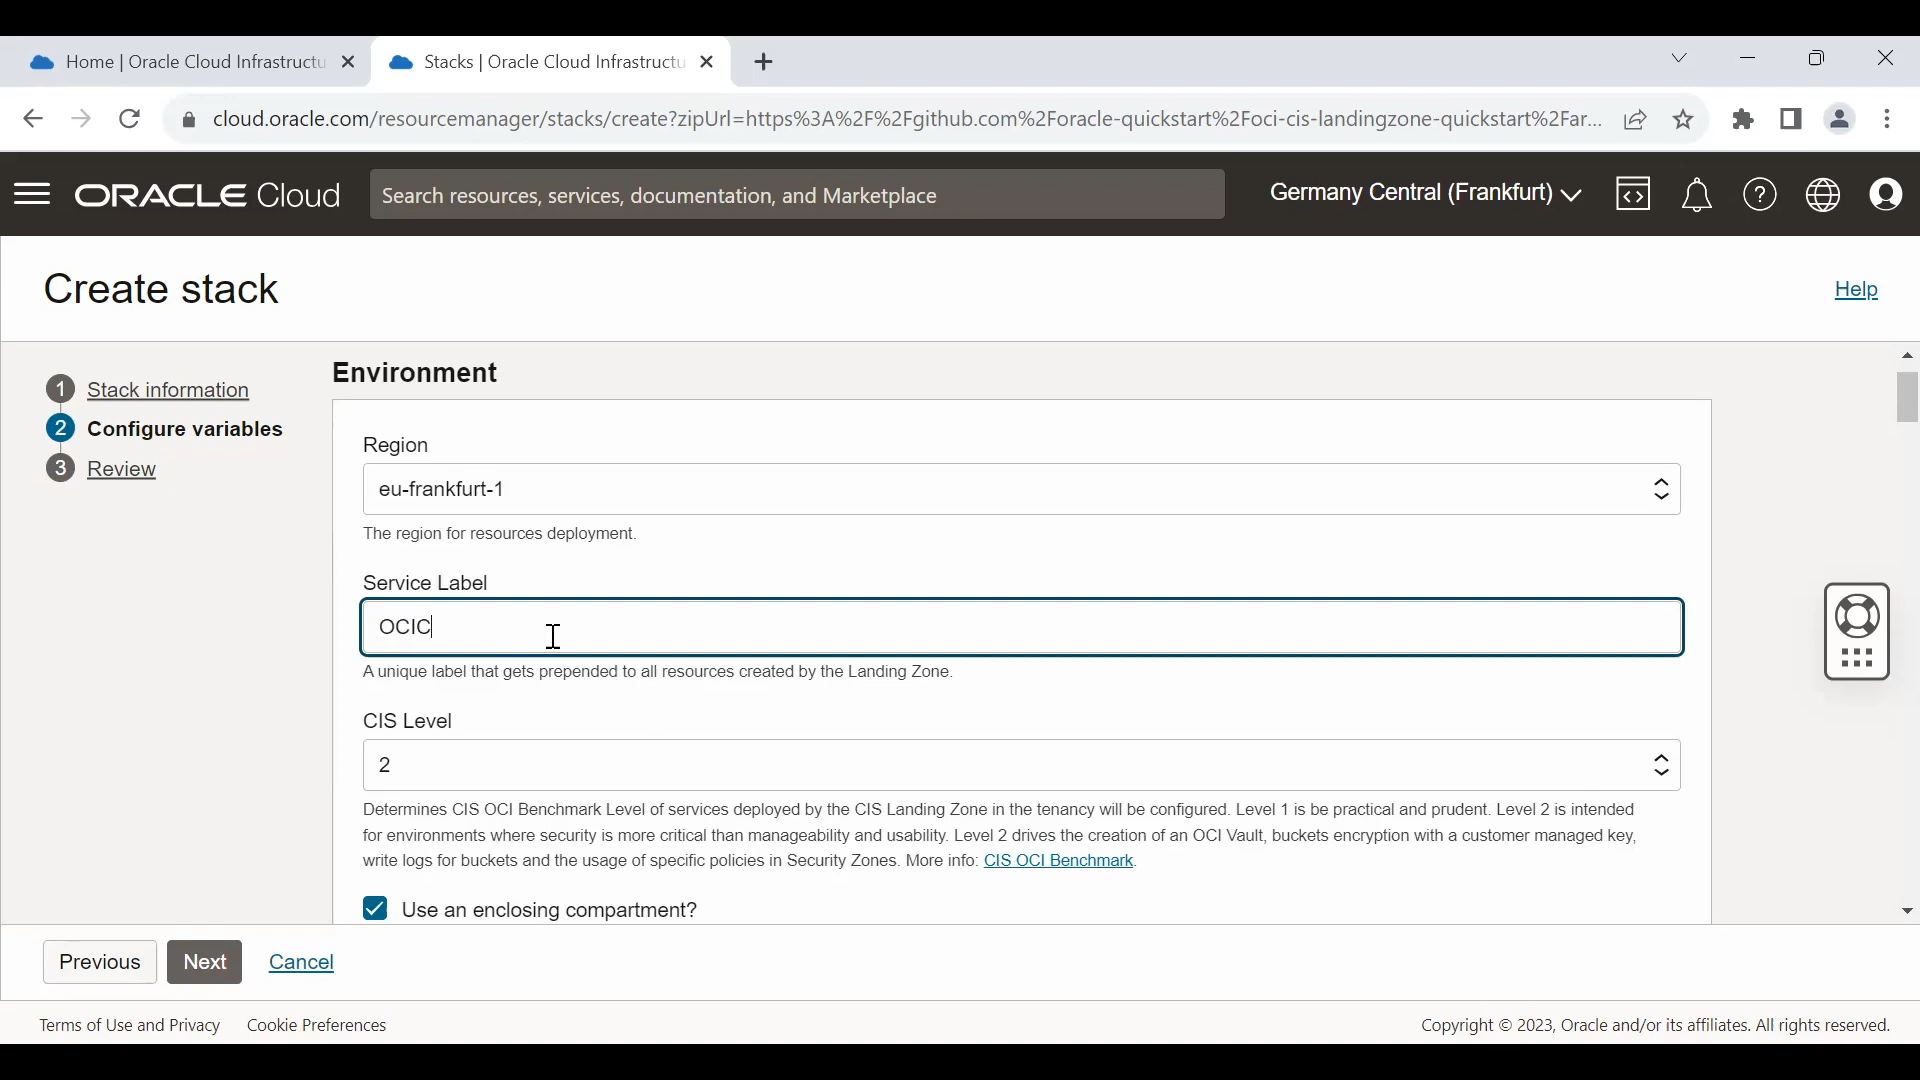 Home | Oracle Cloud Infrastructu
Stacks | Oracle Cloud Infrastructu
cloud.oracle.com/resourcemanager/stacks/create?zipUrl=https%3A%2F%2Fgithub.com%2Foracle-quickstart%2Foci-cis-landingzone-quickstart%2Far...
ORACLE Cloud
Search resources, services, documentation, and Marketplace
Germany Central (Frankfurt)
Create stack
Help
1 Stack information
2 Configure variables
3 Review
Environment
Region
eu-frankfurt-1
The region for resources deployment.
Service Label
OCIC
A unique label that gets prepended to all resources created by the Landing Zone.
CIS Level
2
Determines CIS OCI Benchmark Level of services deployed by the CIS Landing Zone in the tenancy will be configured. Level 1 is be practical and prudent. Level 2 is intended
for environments where security is more critical than manageability and usability. Level 2 drives the creation of an OCI Vault, buckets encryption with a customer managed key,
write logs for buckets and the usage of specific policies in Security Zones. More info: CIS OCI Benchmark.
Use an enclosing compartment?
Previous
Next
Cancel
Terms of Use and Privacy
Cookie Preferences
Copyright © 2023, Oracle and/or its affiliates. All rights reserved.